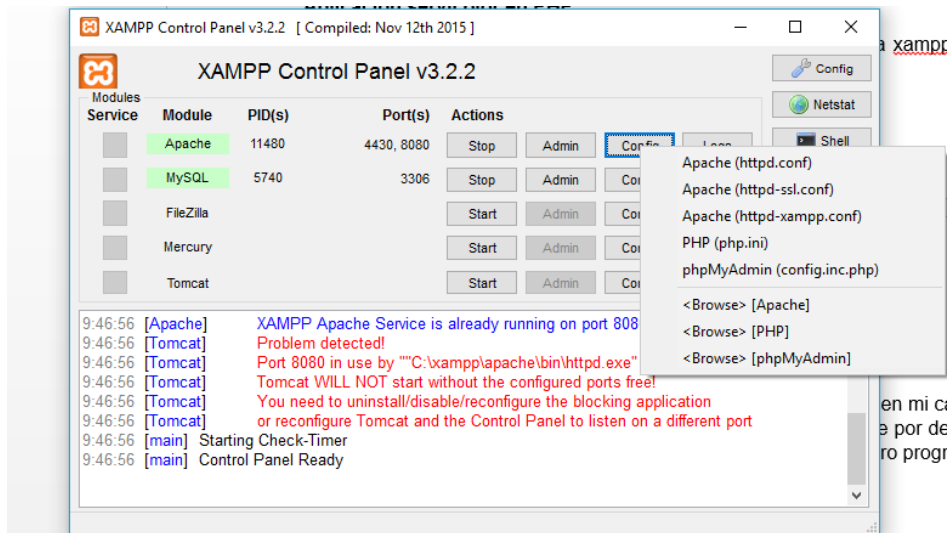 XAMPP Control Panel v3.2.2 [ Compiled: Nov 12th 2015 ]
a xampp
XAMPP Control Panel v3.2.2
Config
Modules
Service Module PID(s) Port(s) Actions
Netstat
Apache 11480 4430, 8080 Stop Admin Config Logs
Shell
MySQL 5740 3306 Stop Admin
FileZilla Start Admin
Mercury Start Admin
Tomcat Start Admin
Apache (httpd.conf)
Apache (httpd-ssl.conf)
Apache (httpd-xampp.conf)
PHP (php.ini)
phpMyAdmin (config.inc.php)
<Browse> [Apache]
<Browse> [PHP]
<Browse> [phpMyAdmin]
9:46:56 [Apache] XAMPP Apache Service is already running on port 808
9:46:56 [Tomcat] Problem detected!
9:46:56 [Tomcat] Port 8080 in use by ""C:\xampp\apache\bin\httpd.exe"
9:46:56 [Tomcat] Tomcat WILL NOT start without the configured ports free!
9:46:56 [Tomcat] You need to uninstall/disable/reconfigure the blocking application
9:46:56 [Tomcat] or reconfigure Tomcat and the Control Panel to listen on a different port
9:46:56 [main] Starting Check-Timer
9:46:56 [main] Control Panel Ready
en mi ca
e por de
ro progr